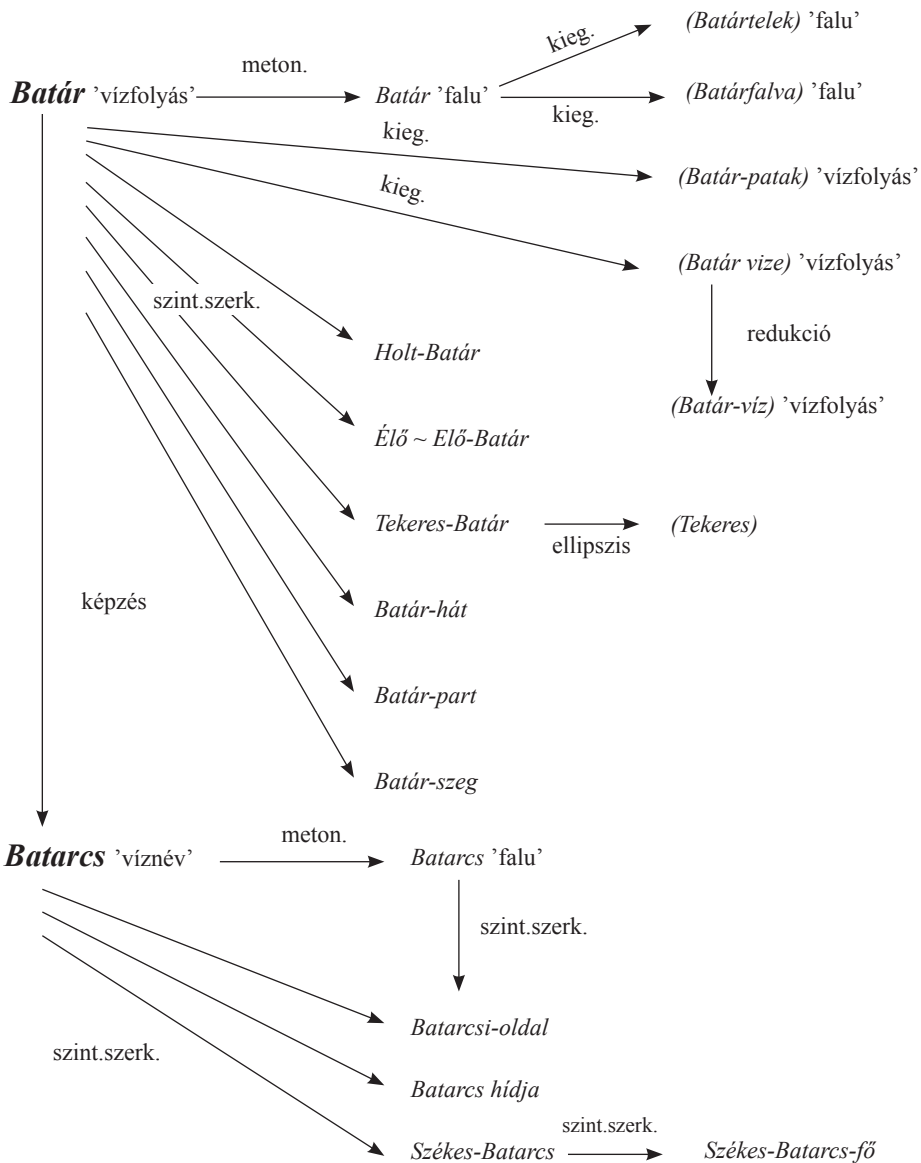 kieg.
(Batártelek) 'falu'
meton.
Batár 'vízfolyás'
Batár 'falu'
(Batárfalva) 'falu'
kieg.
kieg.
(Batár-patak) 'vízfolyás'
kieg.
(Batár vize) 'vízfolyás'
szint.szerk.
redukció
Holt-Batár
(Batár-víz) 'vízfolyás'
Élő ~ Elő-Batár
Tekeres-Batár
(Tekeres)
ellipszis
képzés
Batár-hát
Batár-part
Batár-szeg
meton.
Batarcs 'víznév'
Batarcs 'falu'
szint.szerk.
Batarcsi-oldal
szint.szerk.
Batarcs hídja
szint.szerk.
Székes-Batarcs
Székes-Batarcs-fő